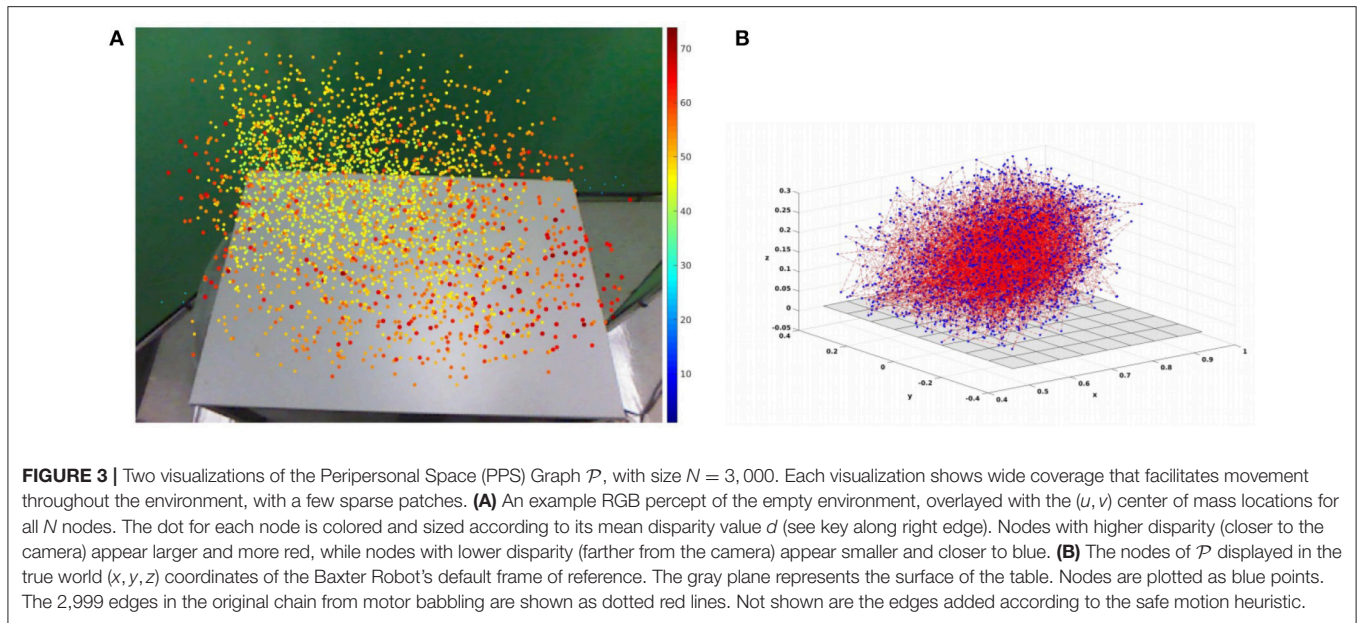 A
70
60
50
40
30
20
10
B
0.3
0.25
0.2
0.15
z
0.1
0.05
0
-0.05
0.4
0.2
0
y
-0.2
-0.4
0.4
0.5
0.6
x
0.7
0.8
0.9
1
FIGURE 3 | Two visualizations of the Peripersonal Space (PPS) Graph 𝒫, with size N = 3, 000. Each visualization shows wide coverage that facilitates movement
throughout the environment, with a few sparse patches. (A) An example RGB percept of the empty environment, overlayed with the (u, v) center of mass locations for
all N nodes. The dot for each node is colored and sized according to its mean disparity value d (see key along right edge). Nodes with higher disparity (closer to the
camera) appear larger and more red, while nodes with lower disparity (farther from the camera) appear smaller and closer to blue. (B) The nodes of 𝒫 displayed in the
true world (x, y, z) coordinates of the Baxter Robot's default frame of reference. The gray plane represents the surface of the table. Nodes are plotted as blue points.
The 2,999 edges in the original chain from motor babbling are shown as dotted red lines. Not shown are the edges added according to the safe motion heuristic.